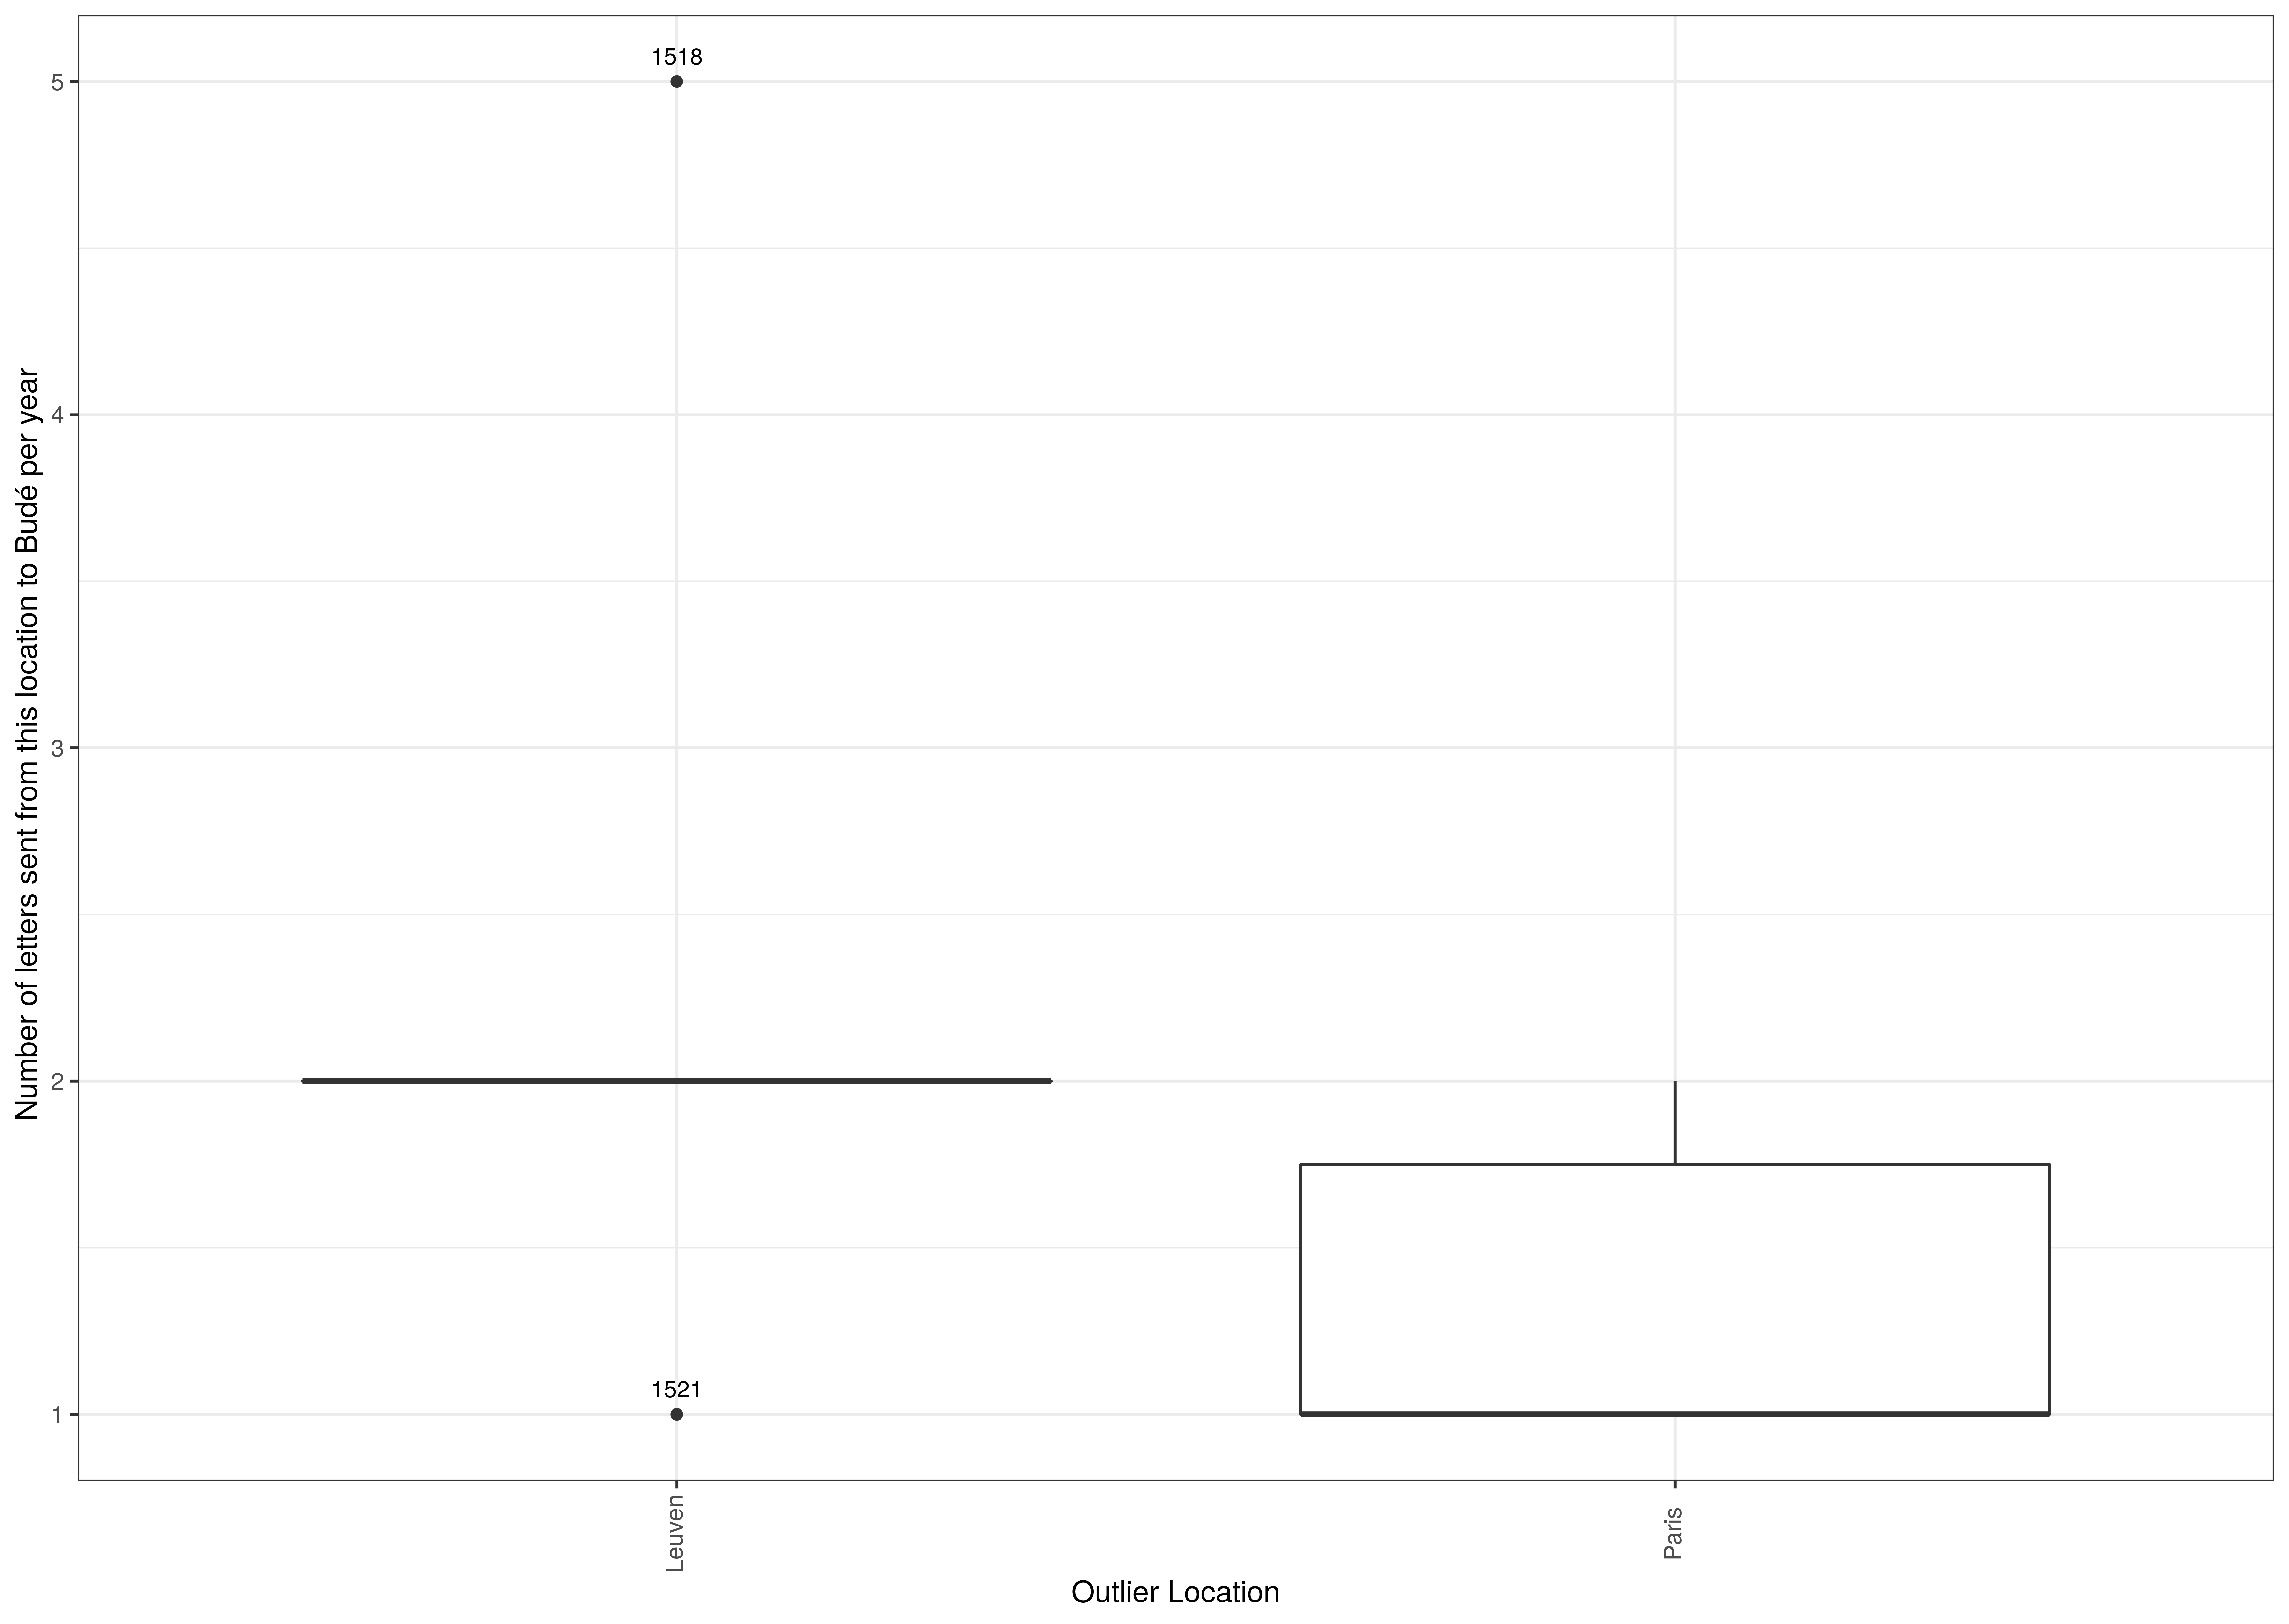 Number of letters sent from this location to Budé per year
5
4
3
2
1
1518
1521
Leuven
Paris
Outlier Location